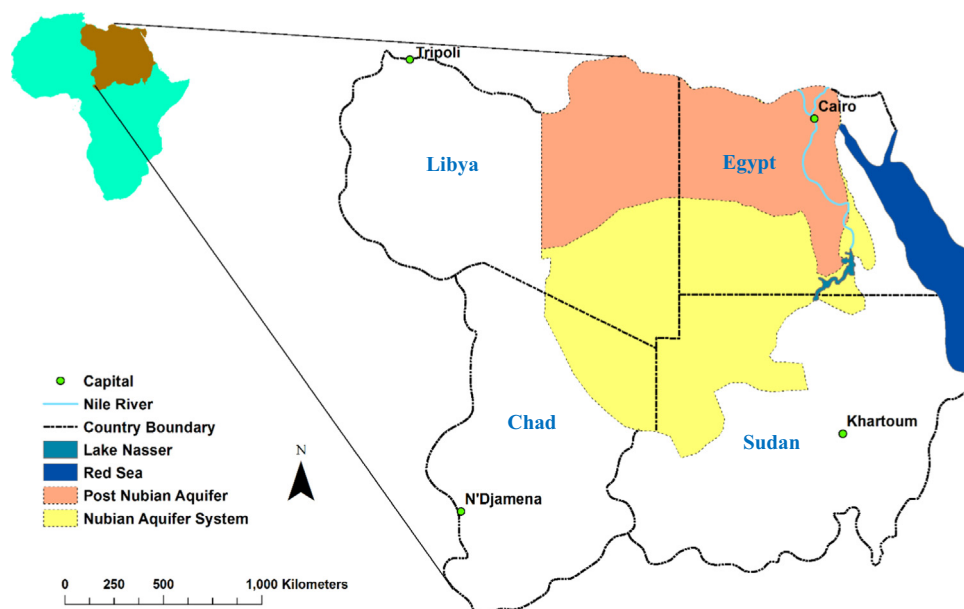 Tripoli
Cairo
Libya
Egypt
Capital
Nile River
Country Boundary
Lake Nasser
Red Sea
Post Nubian Aquifer
Nubian Aquifer System
N
Chad
Sudan
Khartoum
N'Djamena
0 250 500 1,000 Kilometers